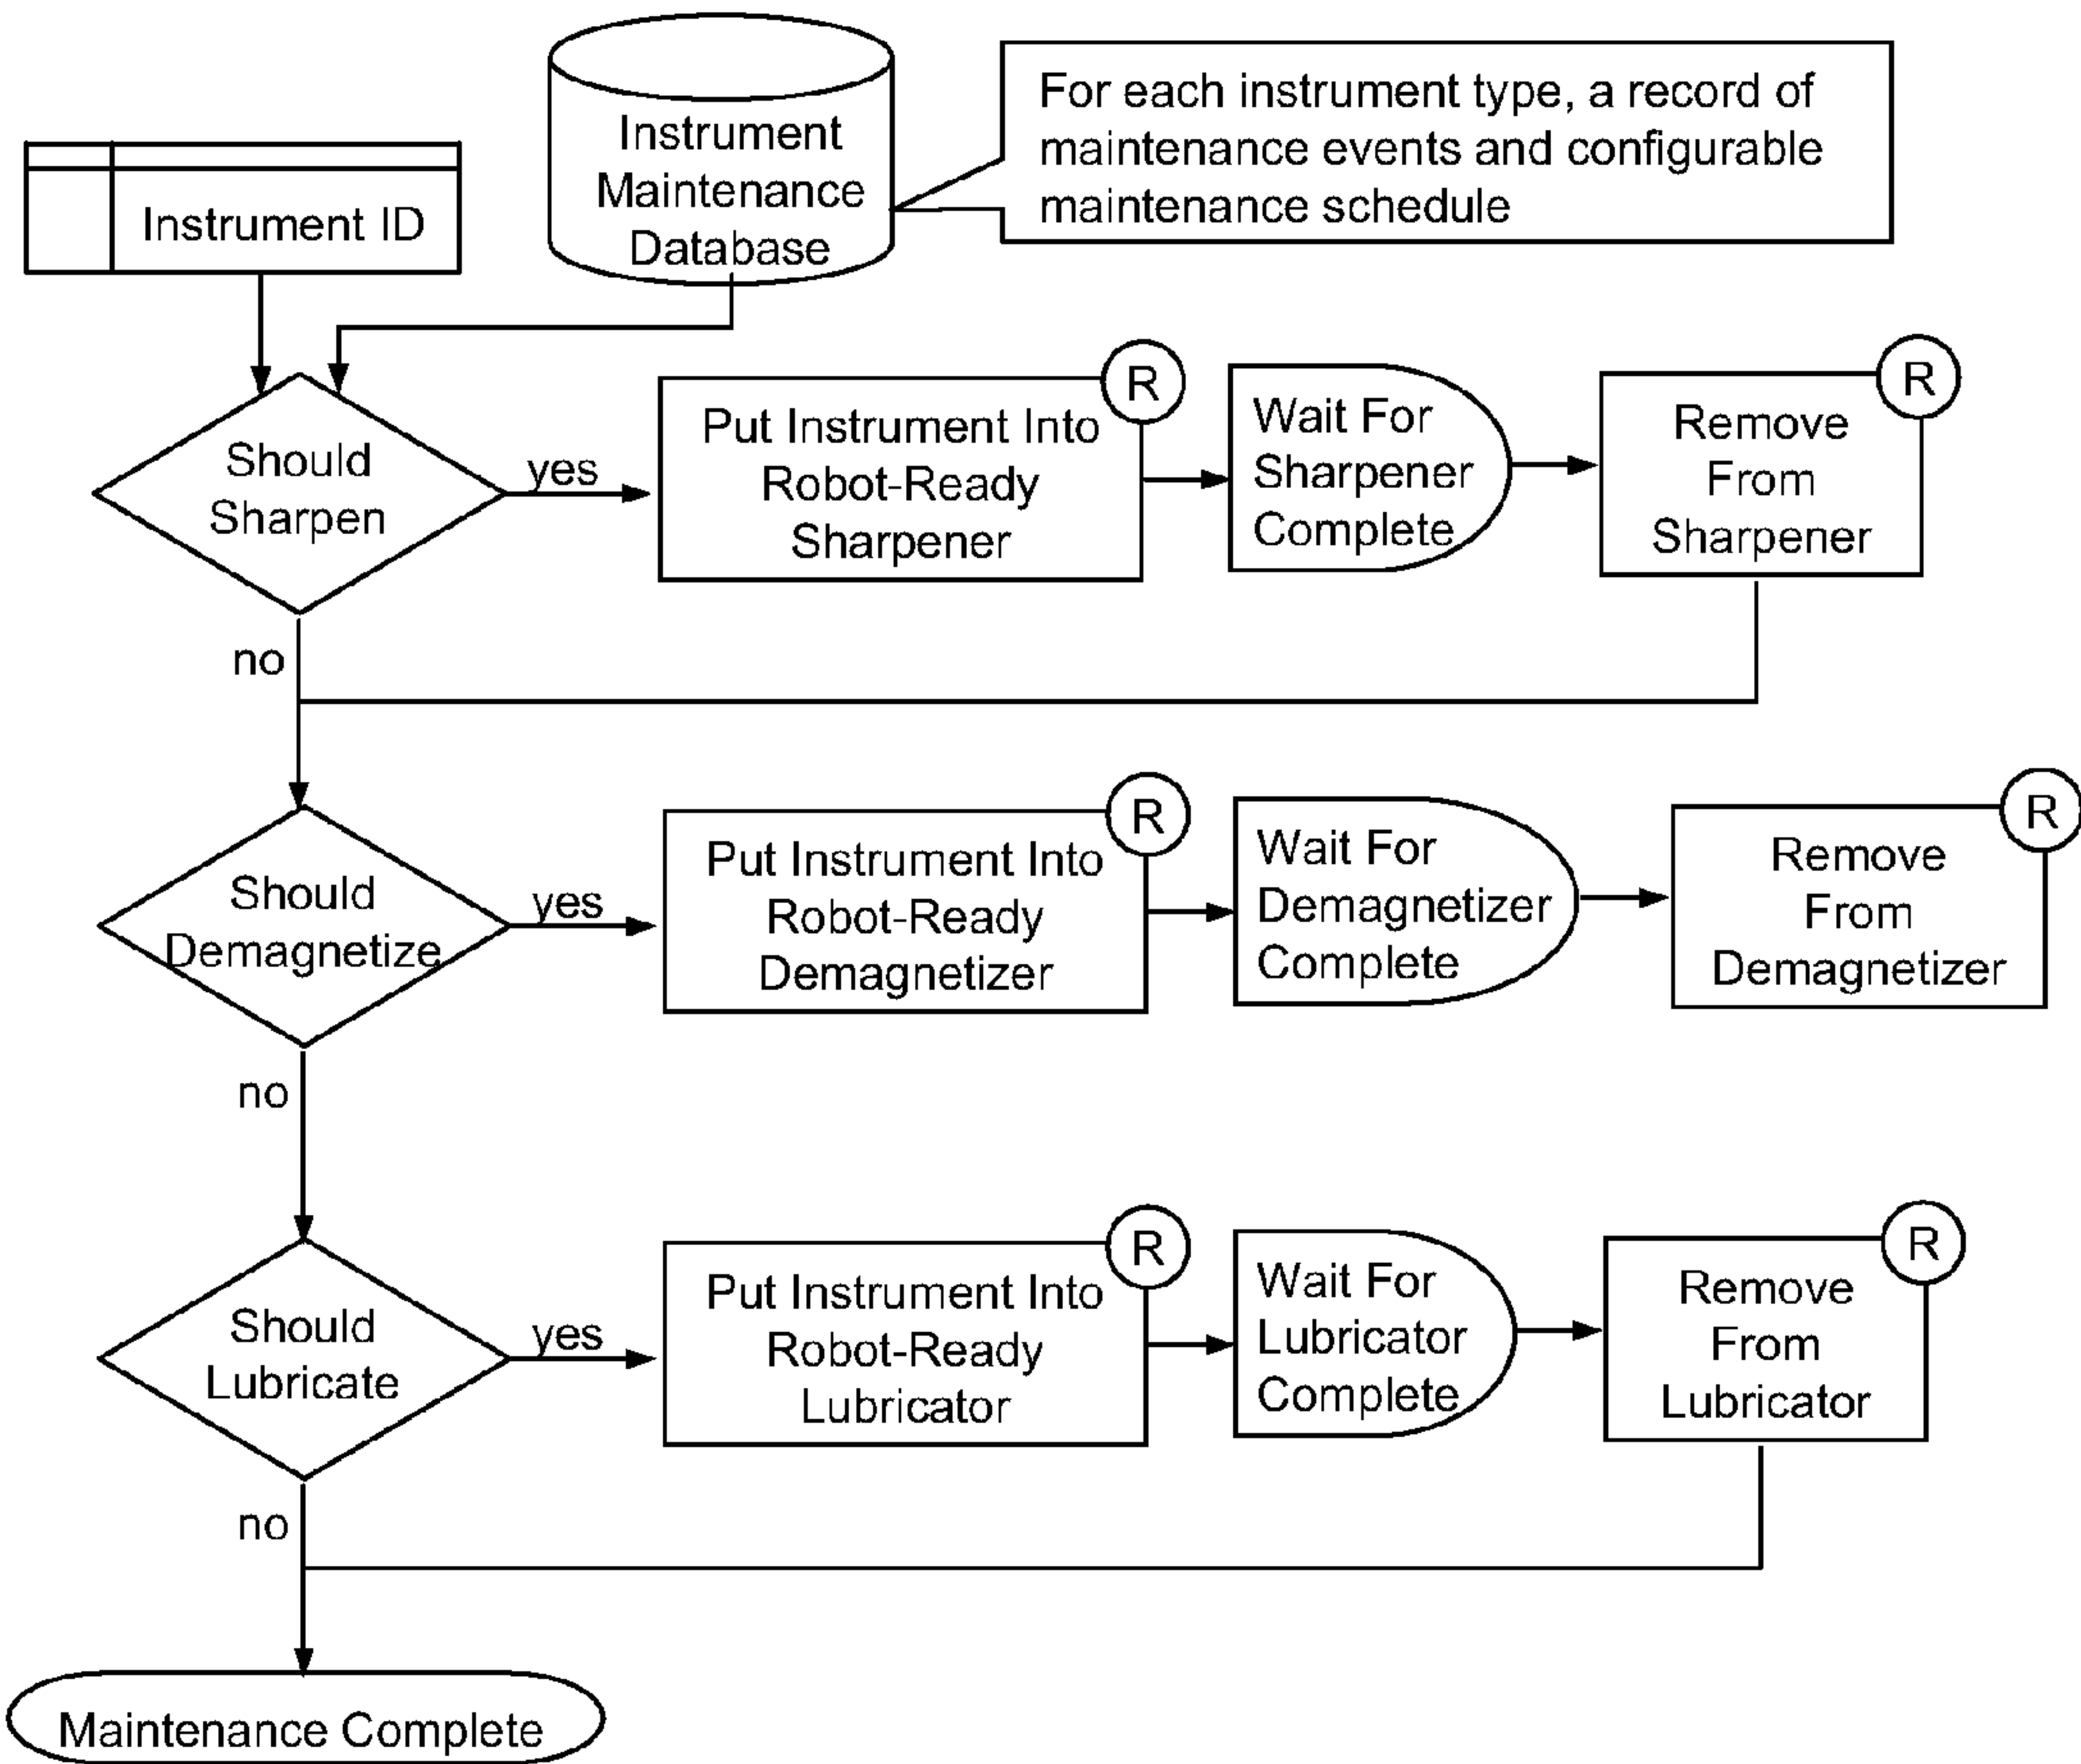 Instrument ID
Instrument
Maintenance
Database
For each instrument type, a record of
maintenance events and configurable
maintenance schedule
Should
Sharpen
yes
no
R
Put Instrument Into
Robot-Ready
Sharpener
Wait For
Sharpener
Complete
R
Remove
From
Sharpener
Should
Demagnetize
yes
no
R
Put Instrument Into
Robot-Ready
Demagnetizer
Wait For
Demagnetizer
Complete
R
Remove
From
Demagnetizer
Should
Lubricate
yes
no
R
Put Instrument Into
Robot-Ready
Lubricator
Wait For
Lubricator
Complete
R
Remove
From
Lubricator
Maintenance Complete